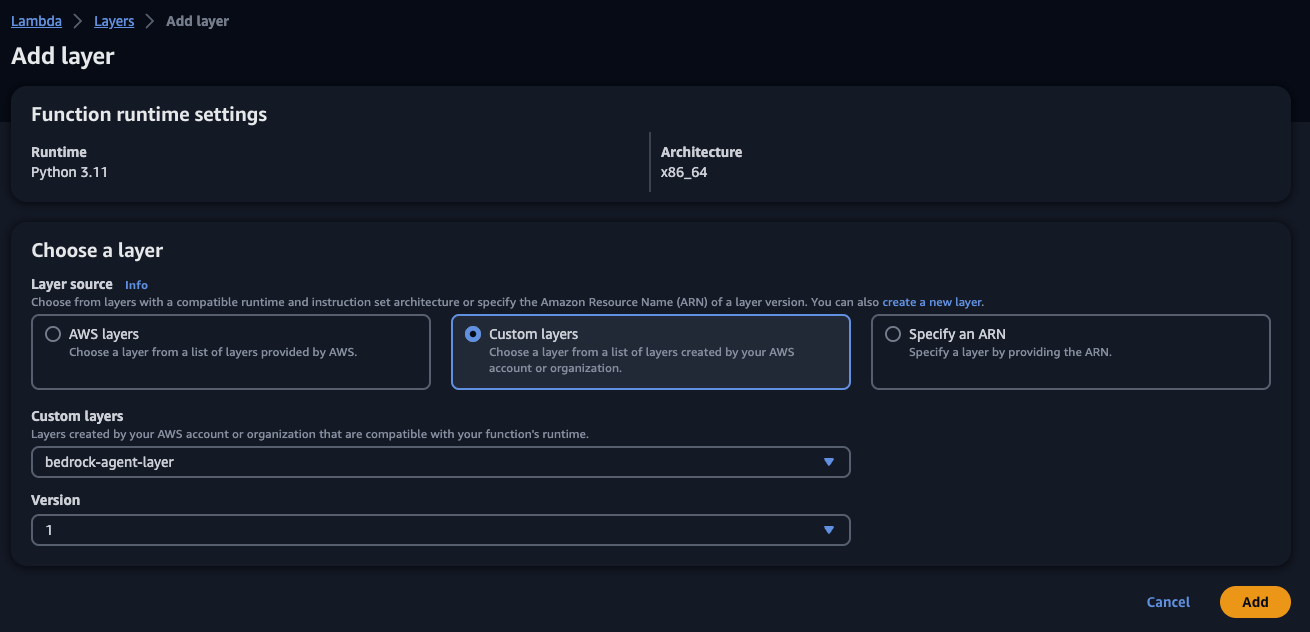 Lambda > Layers > Add layer
Add layer
Function runtime settings
Runtime
Python 3.11
Architecture
x86_64
Choose a layer
Layer source Info
Choose from layers with a compatible runtime and instruction set architecture or specify the Amazon Resource Name (ARN) of a layer version. You can also create a new layer.
AWS layers
Choose a layer from a list of layers provided by AWS.
Custom layers
Choose a layer from a list of layers created by your AWS
account or organization.
Specify an ARN
Specify a layer by providing the ARN.
Custom layers
Layers created by your AWS account or organization that are compatible with your function's runtime.
bedrock-agent-layer
Version
1
Cancel Add